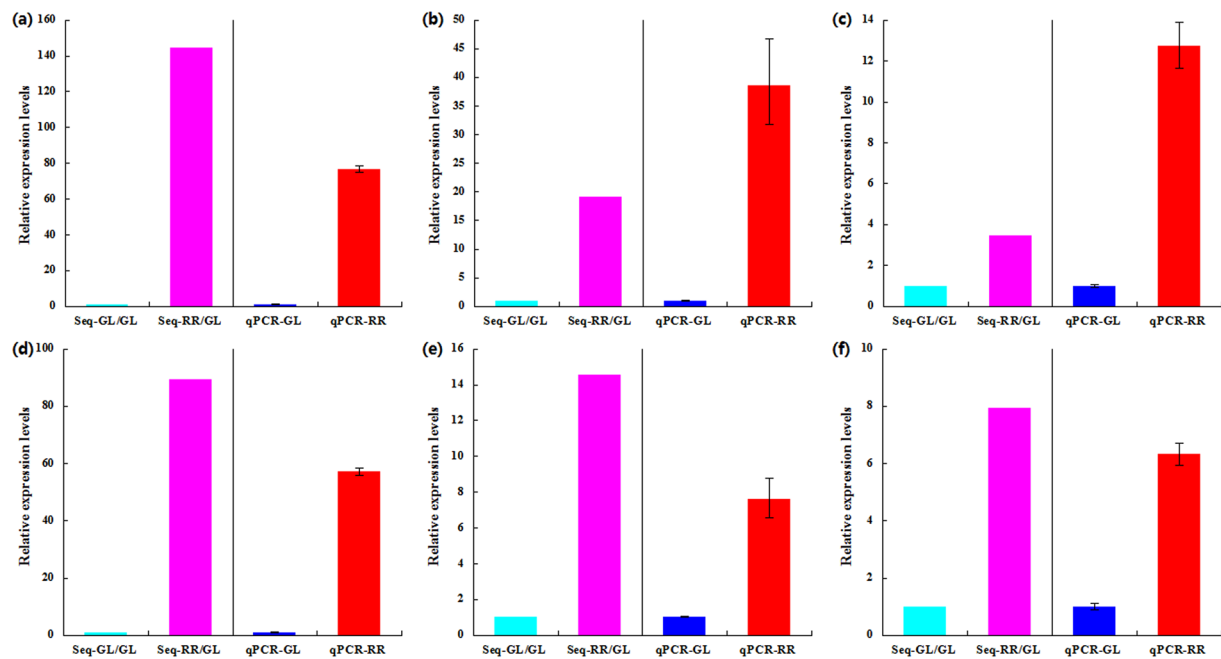 (a)
Relative expression levels
160
140
120
100
80
60
40
20
0
Seq-GL/GL Seq-RR/GL qPCR-GL qPCR-RR
(b)
Relative expression levels
50
45
40
35
30
25
20
15
10
5
0
Seq-GL/GL Seq-RR/GL qPCR-GL qPCR-RR
(c)
Relative expression levels
14
12
10
8
6
4
2
0
Seq-GL/GL Seq-RR/GL qPCR-GL qPCR-RR
(d)
Relative expression levels
100
80
60
40
20
0
Seq-GL/GL Seq-RR/GL qPCR-GL qPCR-RR
(e)
Relative expression levels
16
14
12
10
8
6
4
2
0
Seq-GL/GL Seq-RR/GL qPCR-GL qPCR-RR
(f)
Relative expression levels
10
8
6
4
2
0
Seq-GL/GL Seq-RR/GL qPCR-GL qPCR-RR